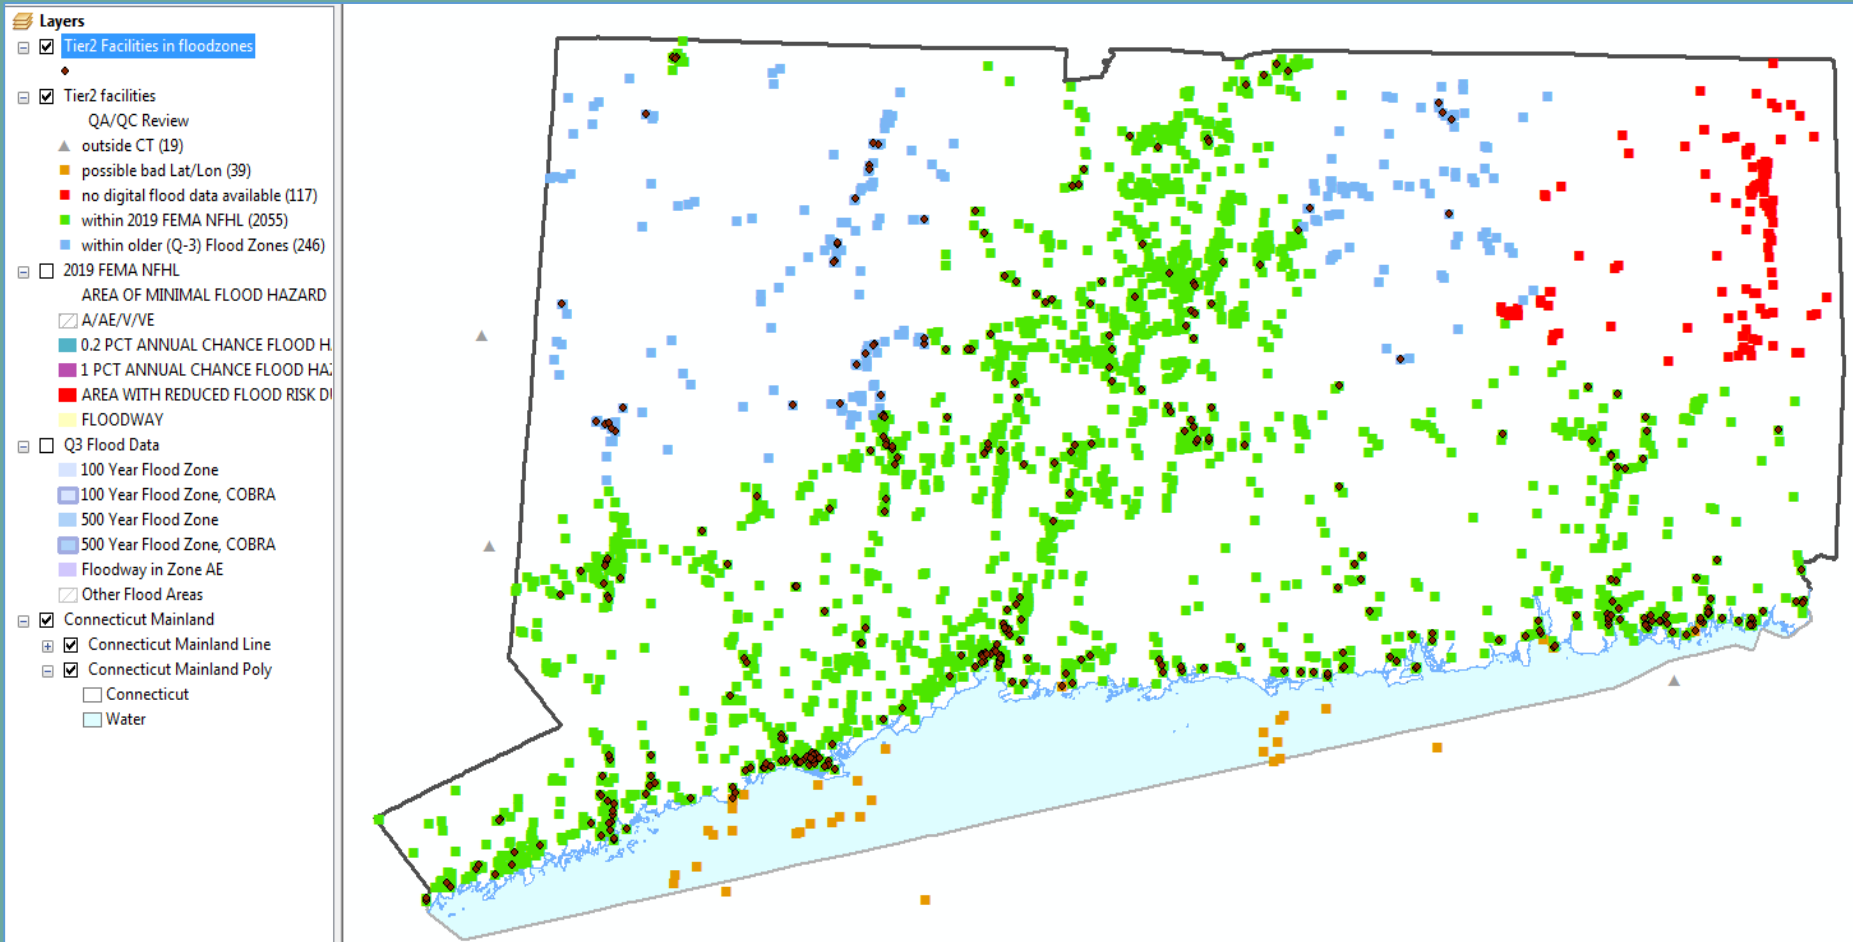 Layers
Tier2 Facilities in floodzones
Tier2 facilities
QA/QC Review
outside CT (19)
possible bad Lat/Lon (39)
no digital flood data available (117)
within 2019 FEMA NFHL (2055)
within older (Q-3) Flood Zones (246)
2019 FEMA NFHL
AREA OF MINIMAL FLOOD HAZARD
A/AE/V/VE
0.2 PCT ANNUAL CHANCE FLOOD H
1 PCT ANNUAL CHANCE FLOOD HAZ
AREA WITH REDUCED FLOOD RISK DU
FLOODWAY
Q3 Flood Data
100 Year Flood Zone
100 Year Flood Zone, COBRA
500 Year Flood Zone
500 Year Flood Zone, COBRA
Floodway in Zone AE
Other Flood Areas
Connecticut Mainland
Connecticut Mainland Line
Connecticut Mainland Poly
Connecticut
Water